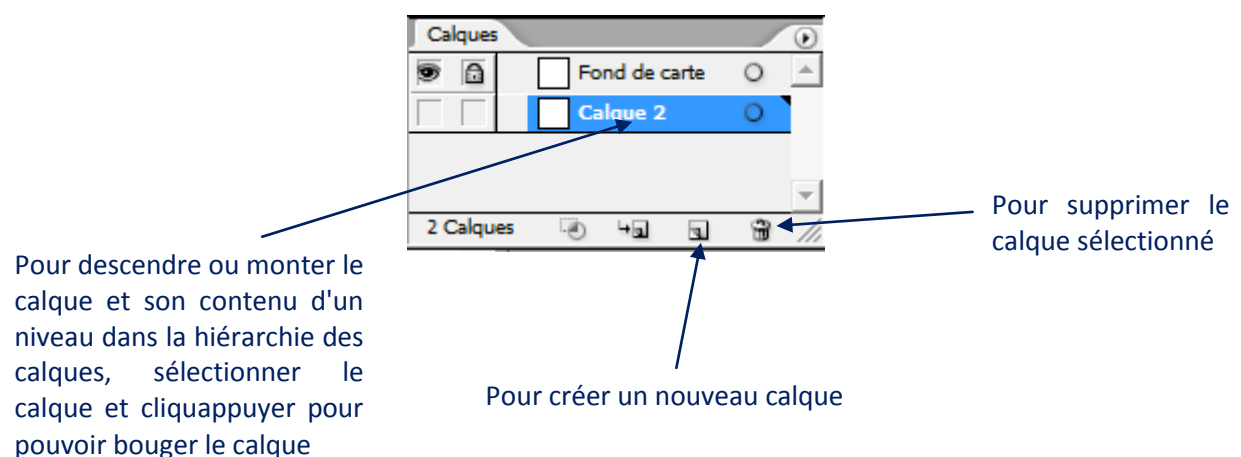 Calques
Fond de carte
Calque 2
2 Calques
Pour supprimer le
calque sélectionné
Pour descendre ou monter le
calque et son contenu d'un
niveau dans la hiérarchie des
calques, sélectionner le
calque et cliquappuyer pour
pouvoir bouger le calque
Pour créer un nouveau calque